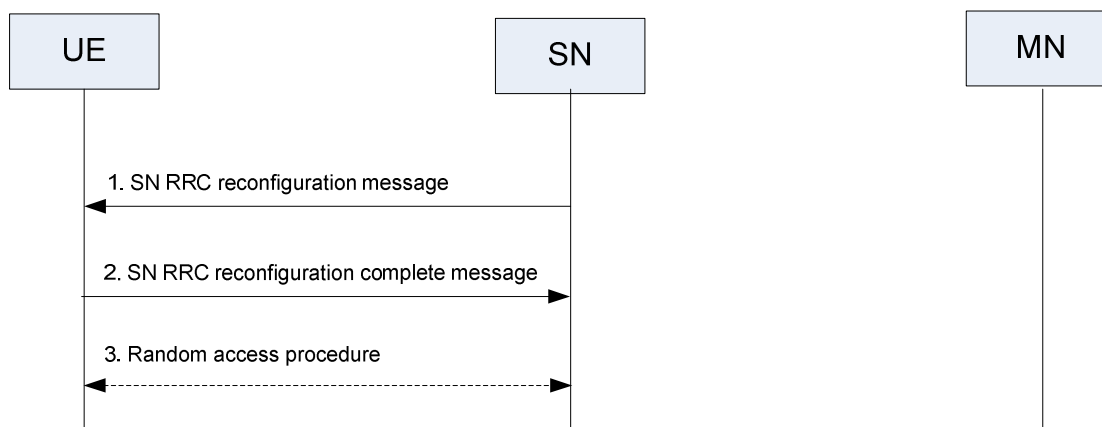 UE
SN
MN
1. SN RRC reconfiguration message
2. SN RRC reconfiguration complete message
3. Random access procedure